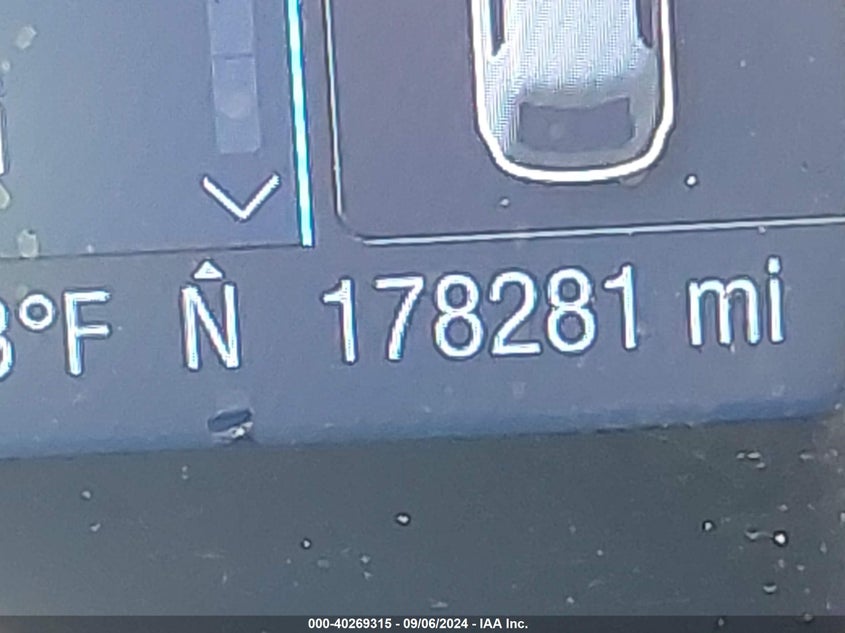 °F N 178281 mi
000-40269315 - 09/06/2024 - IAA Inc.